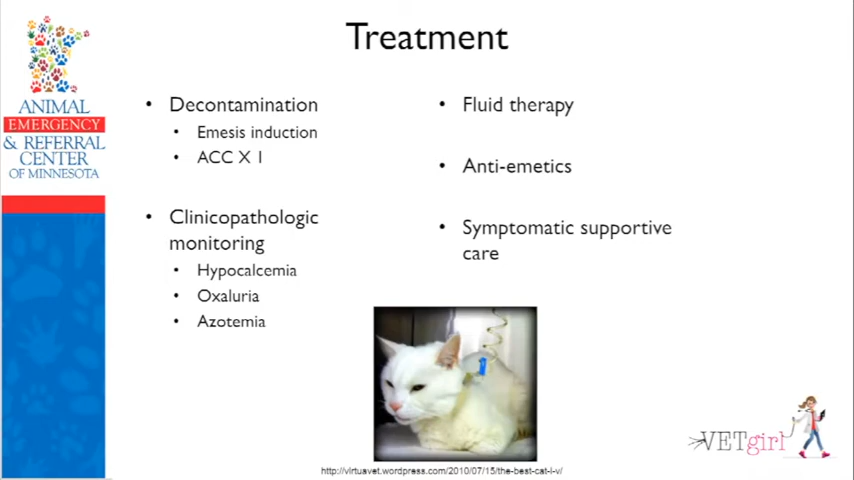 Treatment
ANIMAL
EMERGENCY
& REFERRAL
CENTER
OF MINNESOTA
• Decontamination
• Emesis induction
• ACC X 1
• Clinicopathologic
monitoring
• Hypocalcemia
• Oxaluria
• Azotemia
• Fluid therapy
• Anti-emetics
• Symptomatic supportive
care
http://virtuavet.wordpress.com/2010/07/15/the-best-cat-i-v/
VETgirl